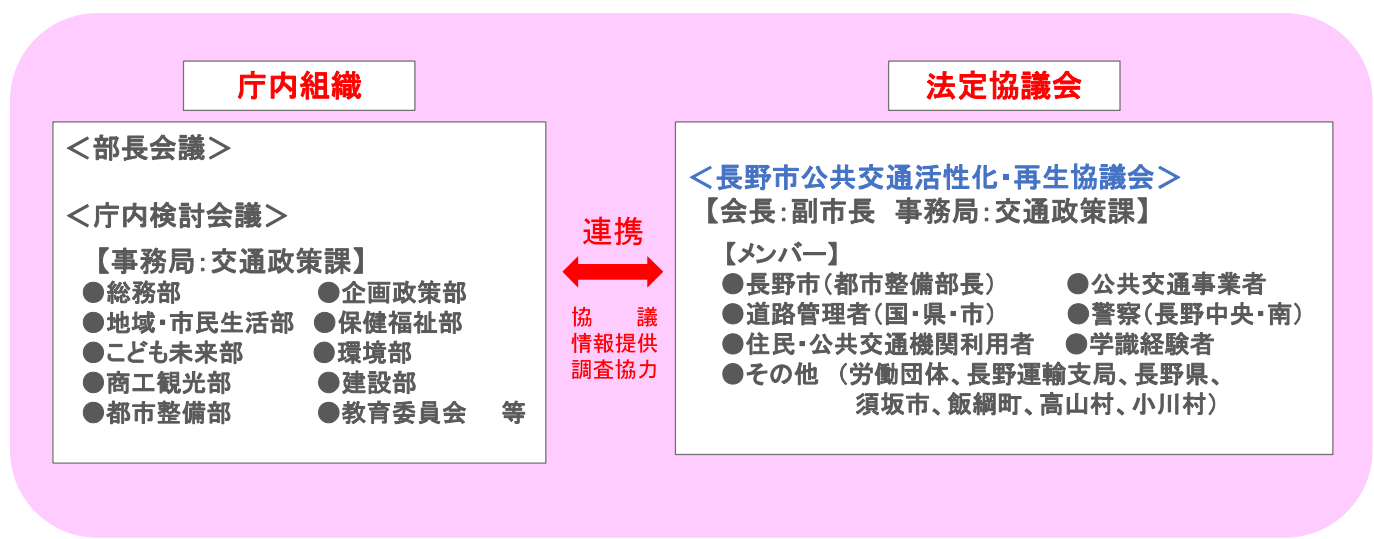 庁内組織
＜部長会議＞
＜庁内検討会議＞
【事務局：交通政策課】
●総務部　●企画政策部
●地域・市民生活部　●保健福祉部
●こども未来部　●環境部
●商工観光部　●建設部
●都市整備部　●教育委員会　等
連携
協　議
情報提供
調査協力
法定協議会
＜長野市公共交通活性化・再生協議会＞
【会長：副市長　事務局：交通政策課】
【メンバー】
●長野市（都市整備部長）　●公共交通事業者
●道路管理者（国・県・市）　●警察（長野中央・南）
●住民・公共交通機関利用者　●学識経験者
●その他　（労働団体、長野運輸支局、長野県、
須坂市、飯綱町、高山村、小川村）